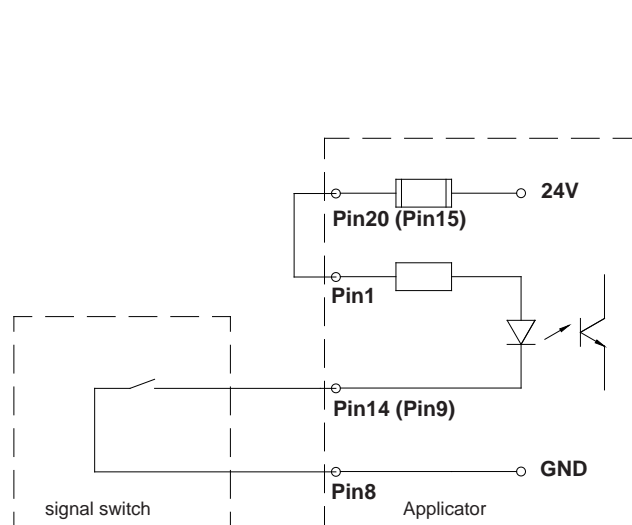 24V
Pin20 (Pin15)
Pin1
Pin14 (Pin9)
GND
Pin8
signal switch
Applicator